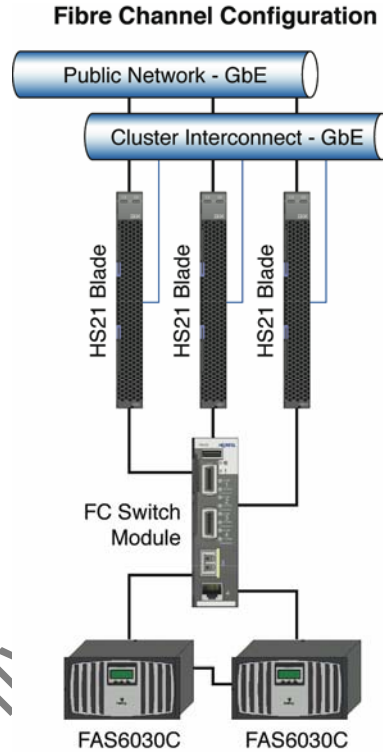 Fibre Channel Configuration
Public Network - GbE
Cluster Interconnect - GbE
HS21 Blade
HS21 Blade
HS21 Blade
FC Switch
Module
FAS6030C
FAS6030C